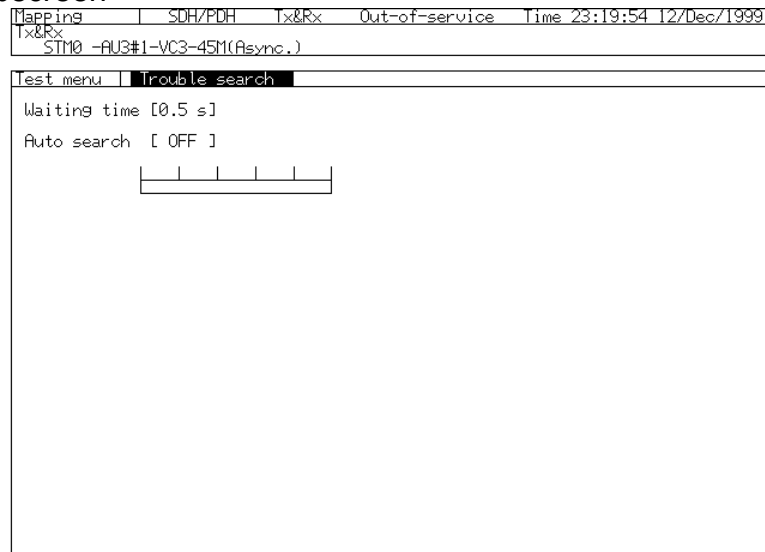 Mapping | SDH/PDH Tx&Rx Out-of-service Time 23:19:54 12/Dec/1999
Tx&Rx
STM0 -AU3#1-VC3-45M(Async.)
Test menu | Trouble search
Waiting time [0.5 s]
Auto search [ OFF ]